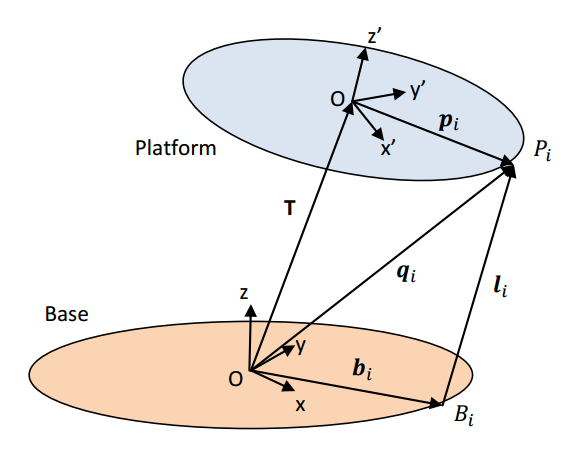 z’
O
y’
p_i
Platform
x’
P_i
T
q_i
l_i
z
Base
y
b_i
O
x
B_i